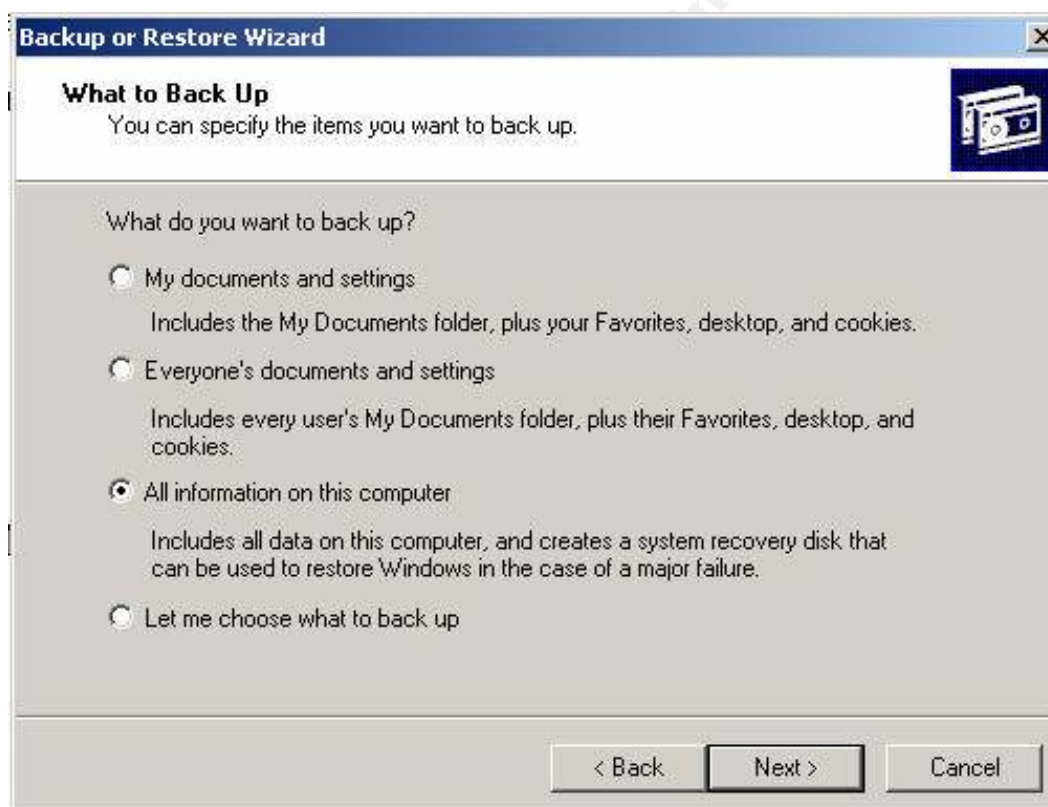 Backup or Restore Wizard
What to Back Up
You can specify the items you want to back up.
What do you want to back up?
My documents and settings
Includes the My Documents folder, plus your Favorites, desktop, and cookies.
Everyone's documents and settings
Includes every user's My Documents folder, plus their Favorites, desktop, and
cookies.
All information on this computer
Includes all data on this computer, and creates a system recovery disk that
can be used to restore Windows in the case of a major failure.
Let me choose what to back up
< Back
Next >
Cancel